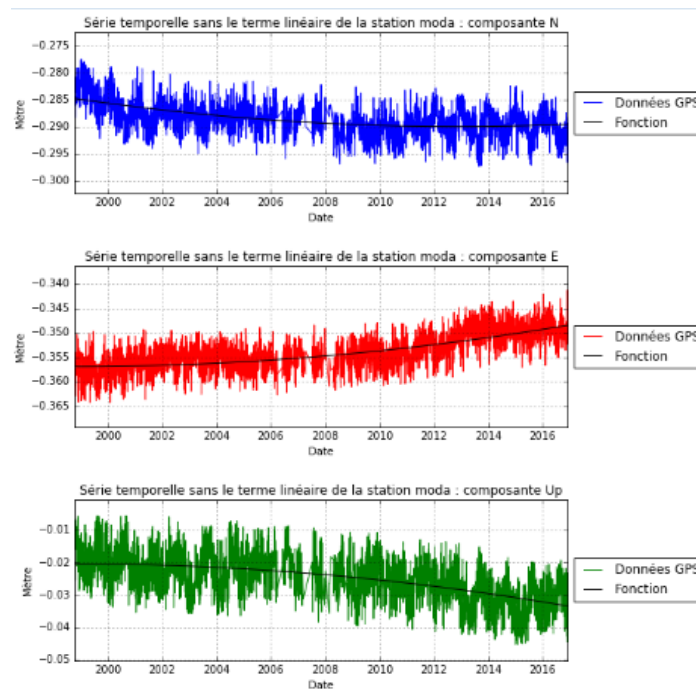 Série temporelle sans le terme linéaire de la station moda : composante N
−0.275
−0.280
−0.285
−0.290
−0.295
−0.300
Mètre
2000 2002 2004 2006 2008 2010 2012 2014 2016
Date
Données GPS
Fonction
Série temporelle sans le terme linéaire de la station moda : composante E
−0.340
−0.345
−0.350
−0.355
−0.360
−0.365
Mètre
2000 2002 2004 2006 2008 2010 2012 2014 2016
Date
Données GPS
Fonction
Série temporelle sans le terme linéaire de la station moda : composante Up
−0.01
−0.02
−0.03
−0.04
−0.05
Mètre
2000 2002 2004 2006 2008 2010 2012 2014 2016
Date
Données GPS
Fonction